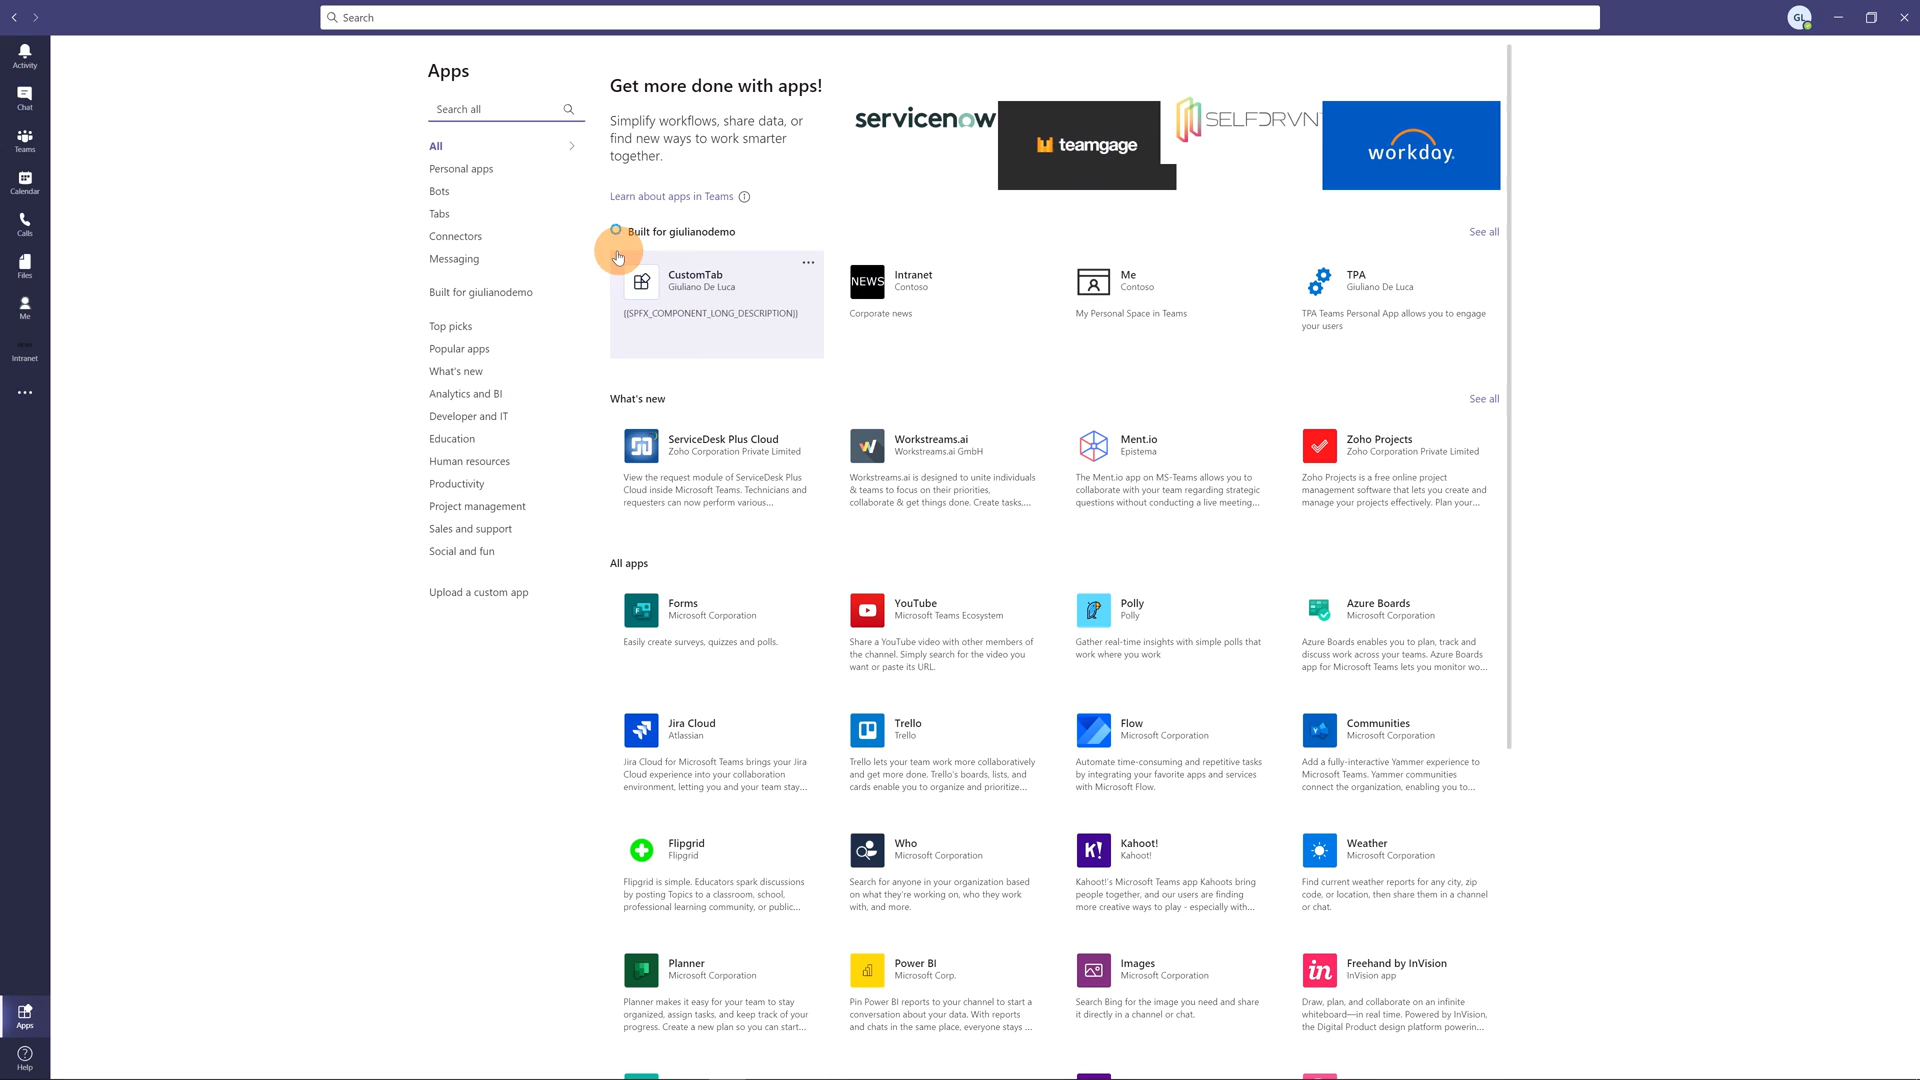 Search
GL
Activity
Chat
Teams
Calendar
Calls
Files
Me
Intranet
Apps
Help
Apps
Search all
All
Personal apps
Bots
Tabs
Connectors
Messaging
Built for giulianodemo
Top picks
Popular apps
What's new
Analytics and BI
Developer and IT
Education
Human resources
Productivity
Project management
Sales and support
Social and fun
Upload a custom app
Get more done with apps!
Simplify workflows, share data, or
find new ways to work smarter
together.
Learn about apps in Teams
servicenow
teamgage
SELFDRVN
workday.
Built for giulianodemo
See all
CustomTab
Giuliano De Luca
{{SPFX_COMPONENT_LONG_DESCRIPTION}}
NEWS
Intranet
Contoso
Corporate news
Me
Contoso
My Personal Space in Teams
TPA
Giuliano De Luca
TPA Teams Personal App allows you to engage
your users
What's new
See all
ServiceDesk Plus Cloud
Zoho Corporation Private Limited
View the request module of ServiceDesk Plus
Cloud inside Microsoft Teams. Technicians and
requesters can now perform various...
Workstreams.ai
Workstreams.ai GmbH
Workstreams.ai is designed to unite individuals
& teams to focus on their priorities,
collaborate & get things done. Create tasks,...
Ment.io
Epistema
The Ment.io app on MS-Teams allows you to
collaborate with your team regarding strategic
questions without conducting a live meeting...
Zoho Projects
Zoho Corporation Private Limited
Zoho Projects is a free online project
management software that lets you create and
manage your projects effectively. Plan your...
All apps
Forms
Microsoft Corporation
Easily create surveys, quizzes and polls.
YouTube
Microsoft Teams Ecosystem
Share a YouTube video with other members of
the channel. Simply search for the video you
want or paste its URL.
Polly
Polly
Gather real-time insights with simple polls that
work where you work
Azure Boards
Microsoft Corporation
Azure Boards enables you to plan, track and
discuss work across your teams. Azure Boards
app for Microsoft Teams lets you monitor wo...
Jira Cloud
Atlassian
Jira Cloud for Microsoft Teams brings your Jira
Cloud experience into your collaboration
environment, letting you and your team stay...
Trello
Trello
Trello lets your team work more collaboratively
and get more done. Trello's boards, lists, and
cards enable you to organize and prioritize...
Flow
Microsoft Corporation
Automate time-consuming and repetitive tasks
by integrating your favorite apps and services
with Microsoft Flow.
Communities
Microsoft Corporation
Add a fully-interactive Yammer experience to
Microsoft Teams. Yammer communities
connect the organization, enabling you to...
Flipgrid
Flipgrid
Flipgrid is simple. Educators spark discussions
by posting Topics to a classroom, school,
professional learning community, or public...
Who
Microsoft Corporation
Search for anyone in your organization based
on what they're working on, who they work
with, and more.
K!
Kahoot!
Kahoot!
Kahoot!'s Microsoft Teams app Kahoots bring
people together, and our users are finding
more creative ways to play - especially with...
Weather
Microsoft Corporation
Find current weather reports for any city, zip
code, or location, then share them in a channel
or chat.
Planner
Microsoft Corporation
Planner makes it easy for your team to stay
organized, assign tasks, and keep track of your
progress. Create a new plan so you can start...
Power BI
Microsoft Corp.
Pin Power BI reports to your channel to start a
conversation about your data. With reports
and chats in the same place, everyone stays ...
Images
Microsoft Corporation
Search Bing for the image you need and share
it directly in a channel or chat.
in
Freehand by InVision
InVision app
Draw, plan, and collaborate on an infinite
whiteboard—in real time. Powered by InVision,
the Digital Product design platform powerin...